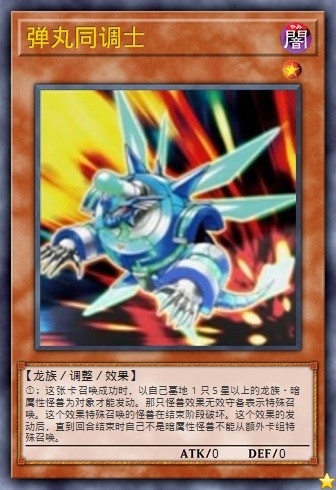 弹丸同调士
闇
【龙族／调整／效果】
①：这张卡召唤成功时，以自己墓地１只５星以上的龙族·暗
属性怪兽为对象才能发动。那只怪兽效果无效守备表示特殊召
唤。这个效果特殊召唤的怪兽在结束阶段破坏。这个效果的发
动后，直到回合结束时自己不是暗属性怪兽不能从额外卡组特
殊召唤。
ATK/0 DEF/0